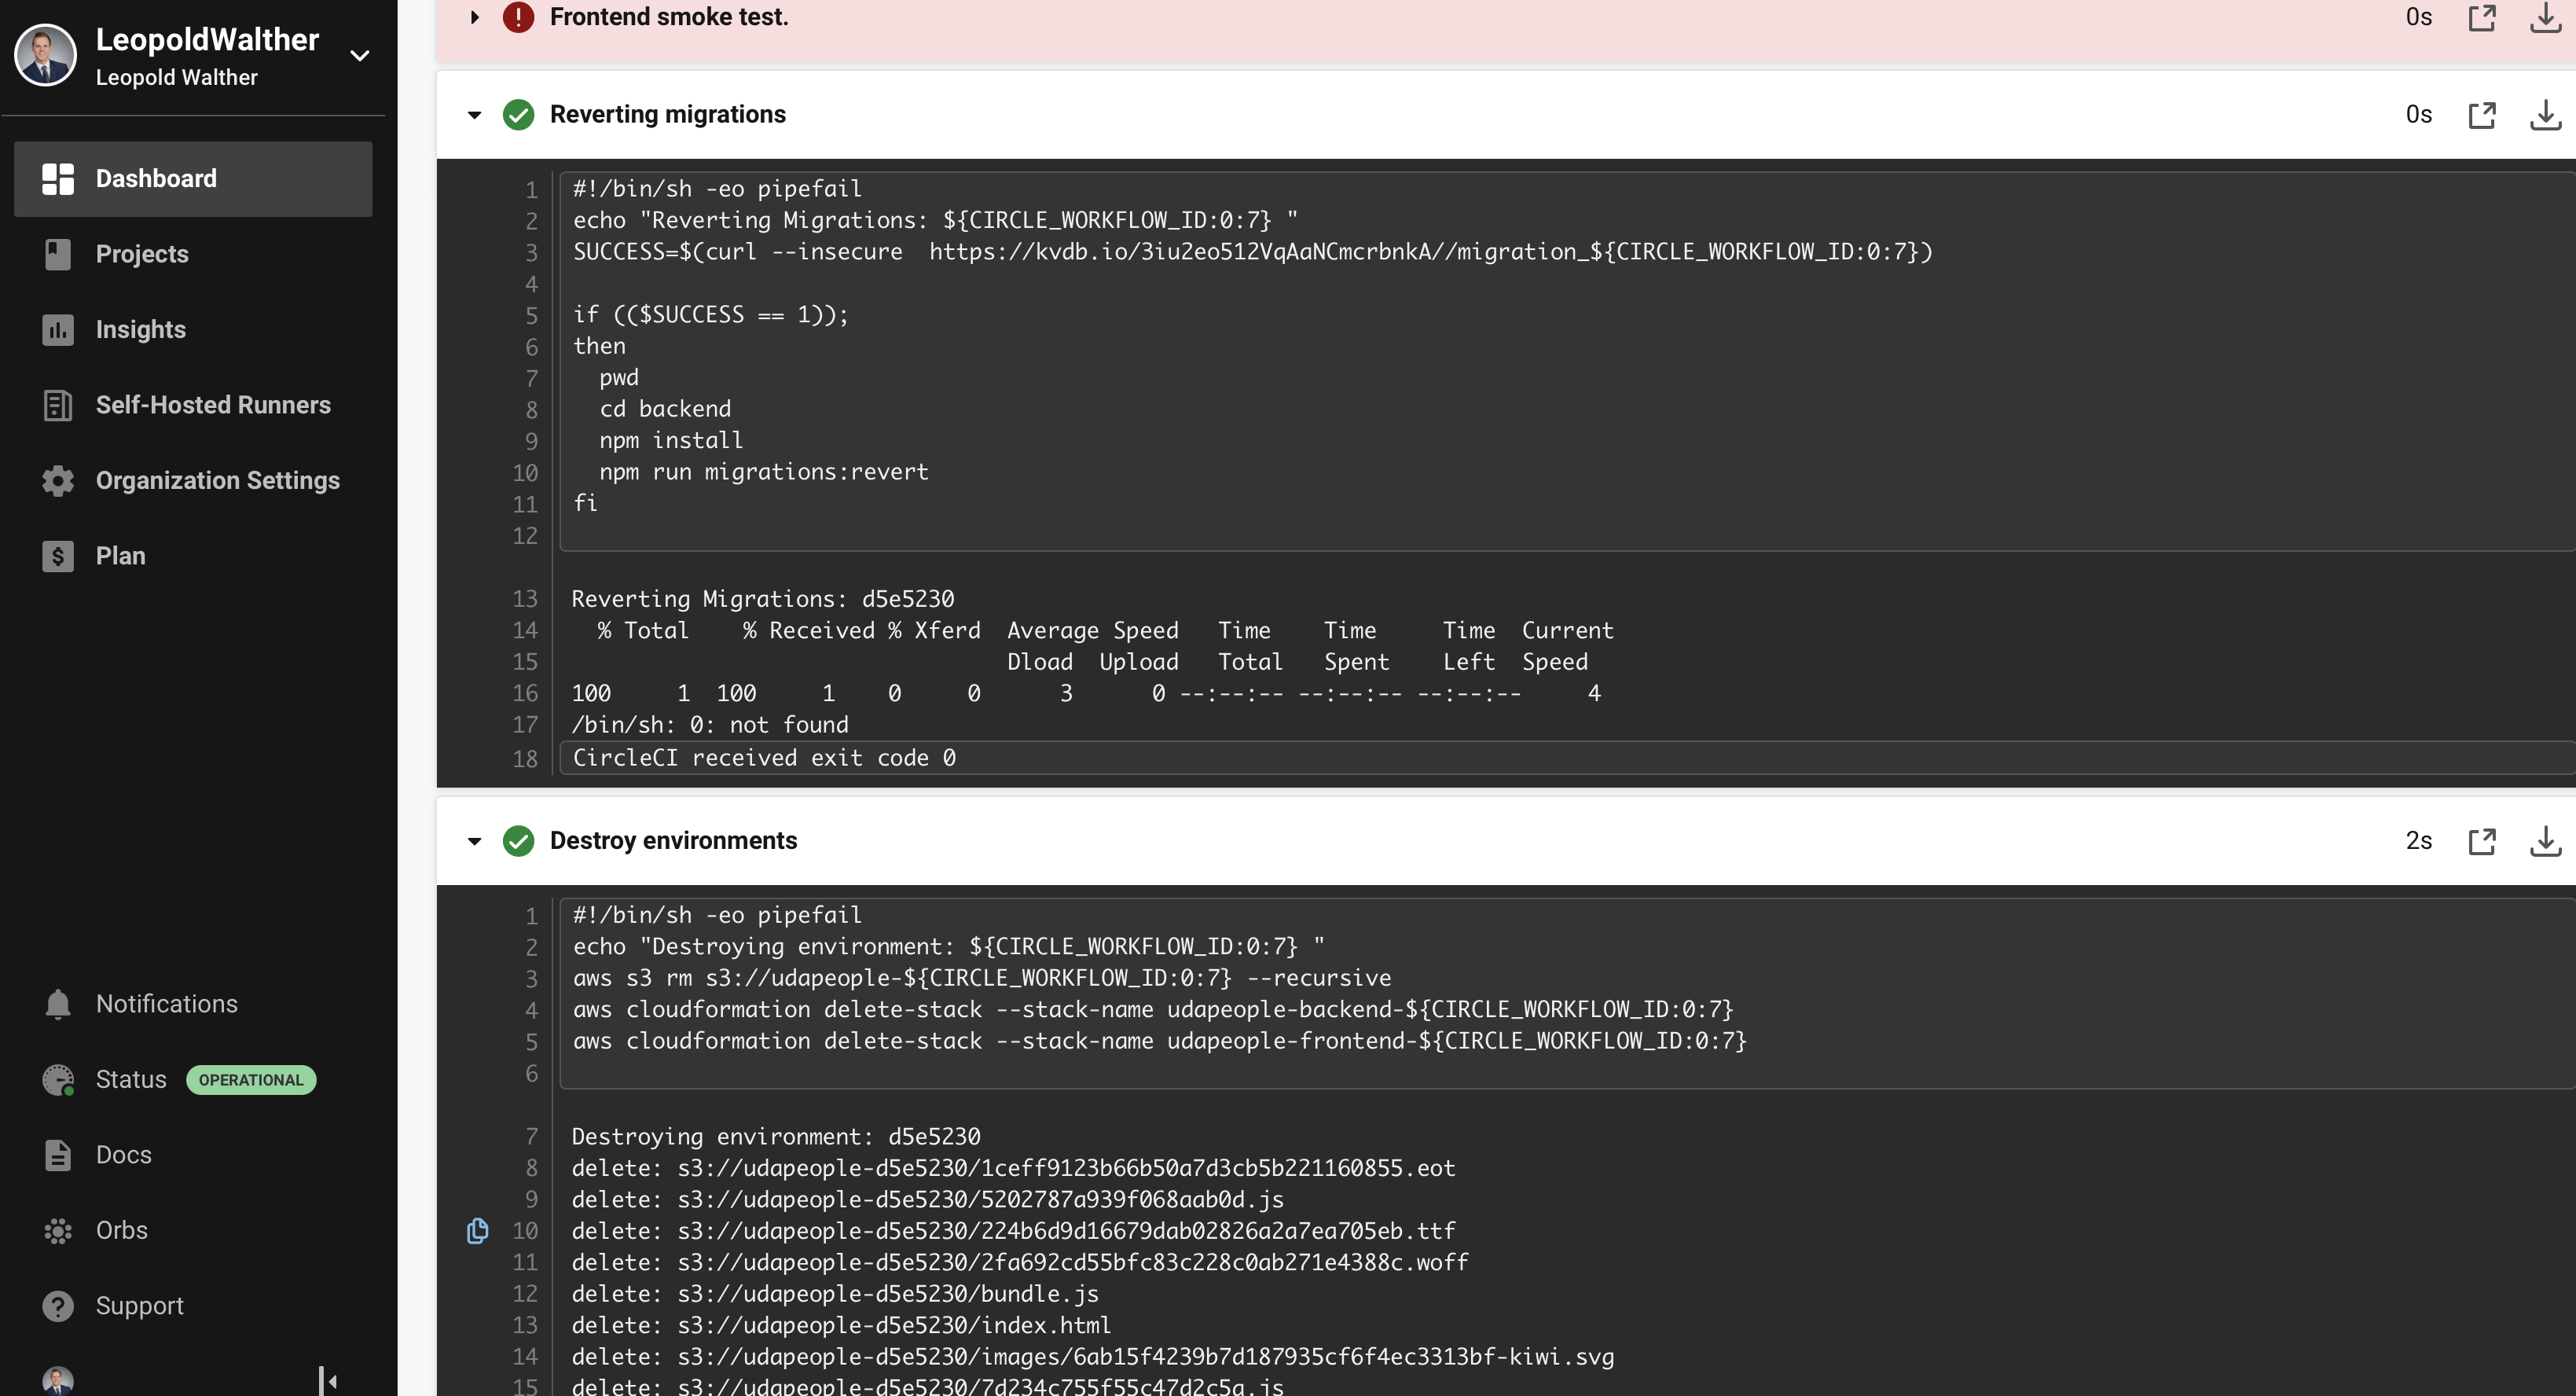 LeopoldWalther
Leopold Walther
Dashboard
Projects
Insights
Self-Hosted Runners
Organization Settings
$ Plan
Notifications
Status OPERATIONAL
Docs
Orbs
? Support
! Frontend smoke test. 0s
Reverting migrations 0s
1 #!/bin/sh -eo pipefail
2 echo "Reverting Migrations: ${CIRCLE_WORKFLOW_ID:0:7} "
3 SUCCESS=$(curl --insecure  https://kvdb.io/3iu2eo512VqAaNCmcrbnkA//migration_${CIRCLE_WORKFLOW_ID:0:7})
4
5 if (($SUCCESS == 1));
6 then
7   pwd
8   cd backend
9   npm install
10   npm run migrations:revert
11 fi
12
13 Reverting Migrations: d5e5230
14   % Total    % Received % Xferd  Average Speed   Time    Time     Time  Current
15                                  Dload  Upload   Total   Spent    Left  Speed
16 100     1  100     1    0     0      3      0 --:--:-- --:--:-- --:--:--     4
17 /bin/sh: 0: not found
18 CircleCI received exit code 0
Destroy environments 2s
1 #!/bin/sh -eo pipefail
2 echo "Destroying environment: ${CIRCLE_WORKFLOW_ID:0:7} "
3 aws s3 rm s3://udapeople-${CIRCLE_WORKFLOW_ID:0:7} --recursive
4 aws cloudformation delete-stack --stack-name udapeople-backend-${CIRCLE_WORKFLOW_ID:0:7}
5 aws cloudformation delete-stack --stack-name udapeople-frontend-${CIRCLE_WORKFLOW_ID:0:7}
6
7 Destroying environment: d5e5230
8 delete: s3://udapeople-d5e5230/1ceff9123b66b50a7d3cb5b221160855.eot
9 delete: s3://udapeople-d5e5230/5202787a939f068aab0d.js
10 delete: s3://udapeople-d5e5230/224b6d9d16679dab02826a2a7ea705eb.ttf
11 delete: s3://udapeople-d5e5230/2fa692cd55bfc83c228c0ab271e4388c.woff
12 delete: s3://udapeople-d5e5230/bundle.js
13 delete: s3://udapeople-d5e5230/index.html
14 delete: s3://udapeople-d5e5230/images/6ab15f4239b7d187935cf6f4ec3313bf-kiwi.svg
15 delete: s3://udapeople-d5e5230/7d234c755f55c47d2c5a.js